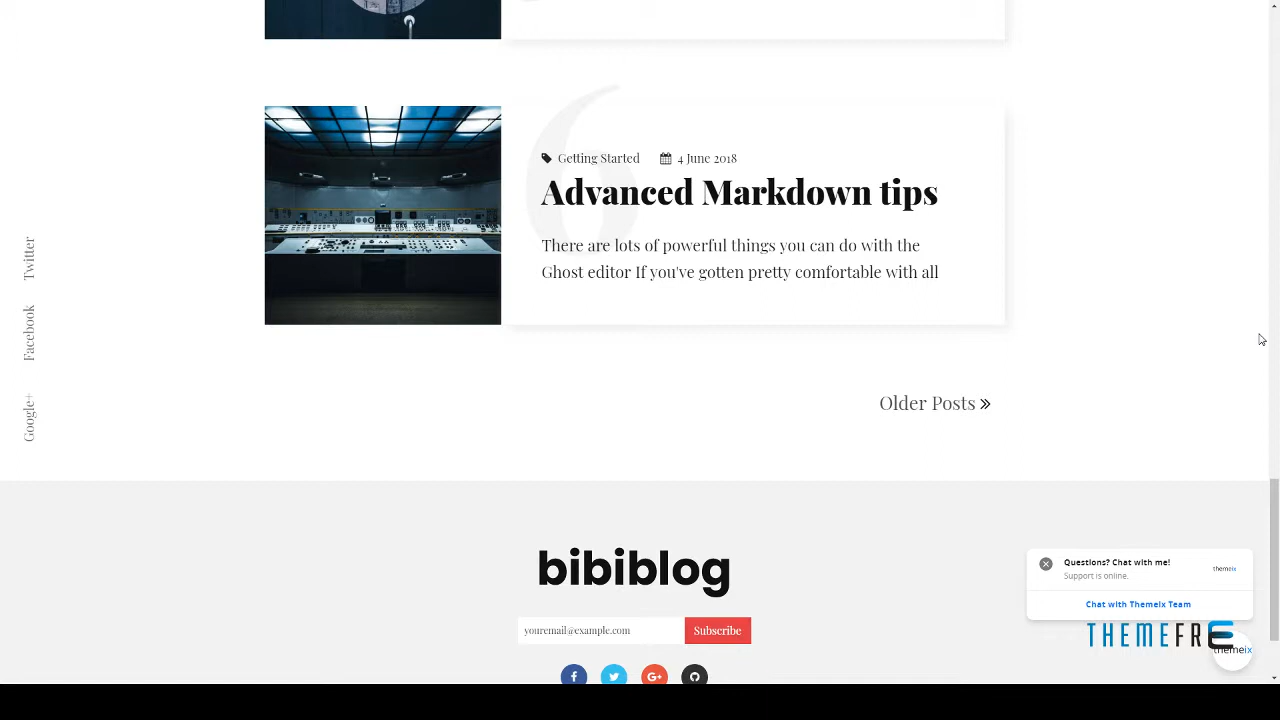 6
Getting Started 4 June 2018
Advanced Markdown tips
There are lots of powerful things you can do with the
Ghost editor If you've gotten pretty comfortable with all
Twitter
Facebook
Google+
Older Posts »
bibiblog
youremail@example.com Subscribe
Questions? Chat with me!
Support is online.
themeix
Chat with Themeix Team
THEMEFRE
themeix